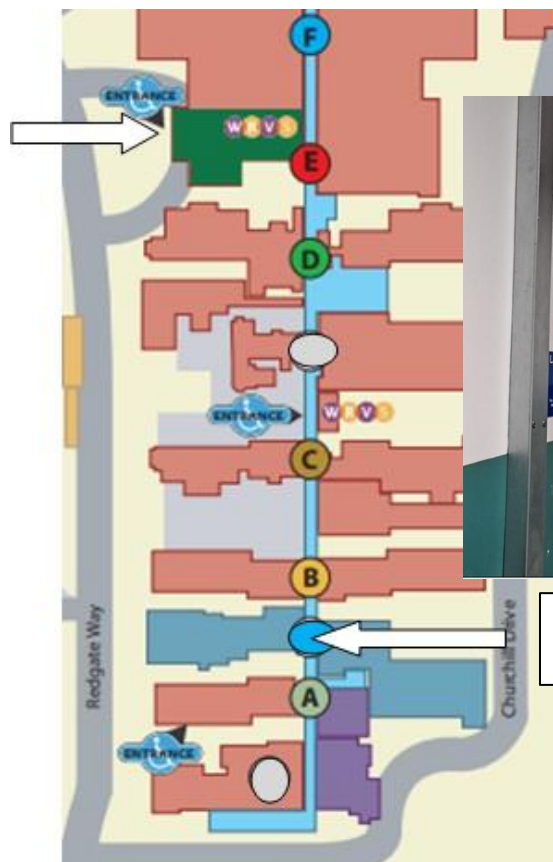 F
ENTRANCE
W R V S
E
D
ENTRANCE
W R V S
C
B
Redgate Way
Churchill Drive
A
ENTRANCE